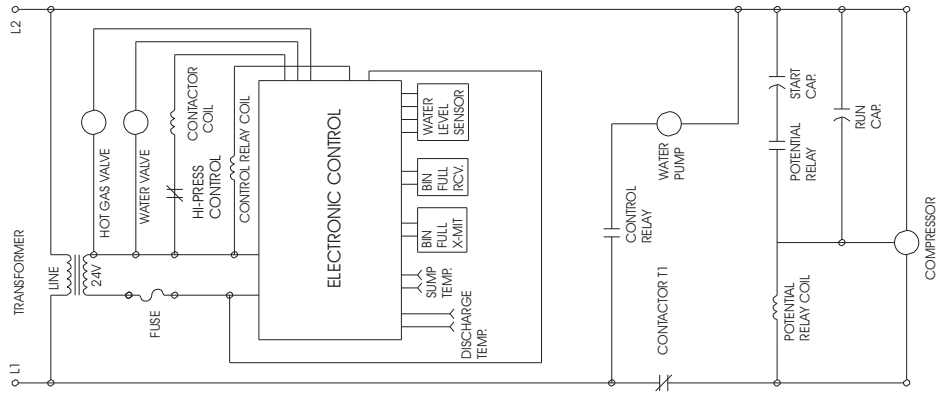 L2
L1
TRANSFORMER
LINE
24V
FUSE
HOT GAS VALVE
WATER VALVE
HI-PRESS
CONTROL
CONTACTOR
COIL
CONTROL RELAY COIL
ELECTRONIC CONTROL
DISCHARGE
TEMP.
SUMP
TEMP.
BIN
FULL
X-MIT
BIN
FULL
RCV.
WATER
LEVEL
SENSOR
CONTROL
RELAY
WATER
PUMP
CONTACTOR T1
POTENTIAL
RELAY COIL
POTENTIAL
RELAY
START
CAP.
RUN
CAP.
COMPRESSOR